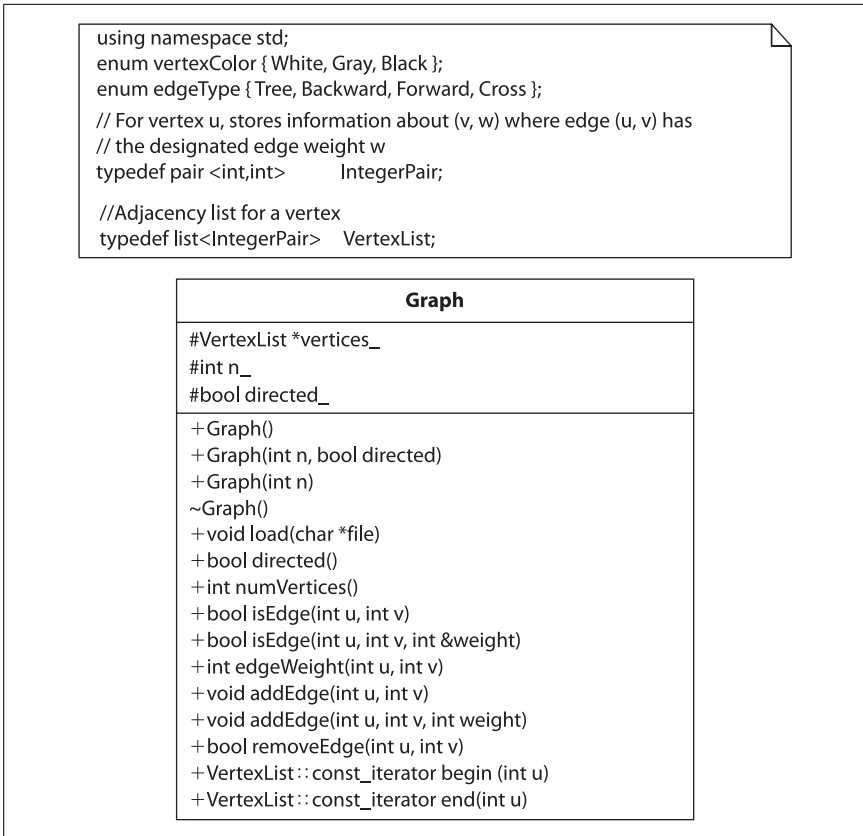 using namespace std;
enum vertexColor { White, Gray, Black };
enum edgeType { Tree, Backward, Forward, Cross };
// For vertex u, stores information about (v, w) where edge (u, v) has
// the designated edge weight w
typedef pair <int,int> IntegerPair;
//Adjacency list for a vertex
typedef list<IntegerPair> VertexList;
Graph
#VertexList *vertices_
#int n_
#bool directed_
+Graph()
+Graph(int n, bool directed)
+Graph(int n)
~Graph()
+void load(char *file)
+bool directed()
+int numVertices()
+bool isEdge(int u, int v)
+bool isEdge(int u, int v, int &weight)
+int edgeWeight(int u, int v)
+void addEdge(int u, int v)
+void addEdge(int u, int v, int weight)
+bool removeEdge(int u, int v)
+VertexList::const_iterator begin (int u)
+VertexList::const_iterator end(int u)